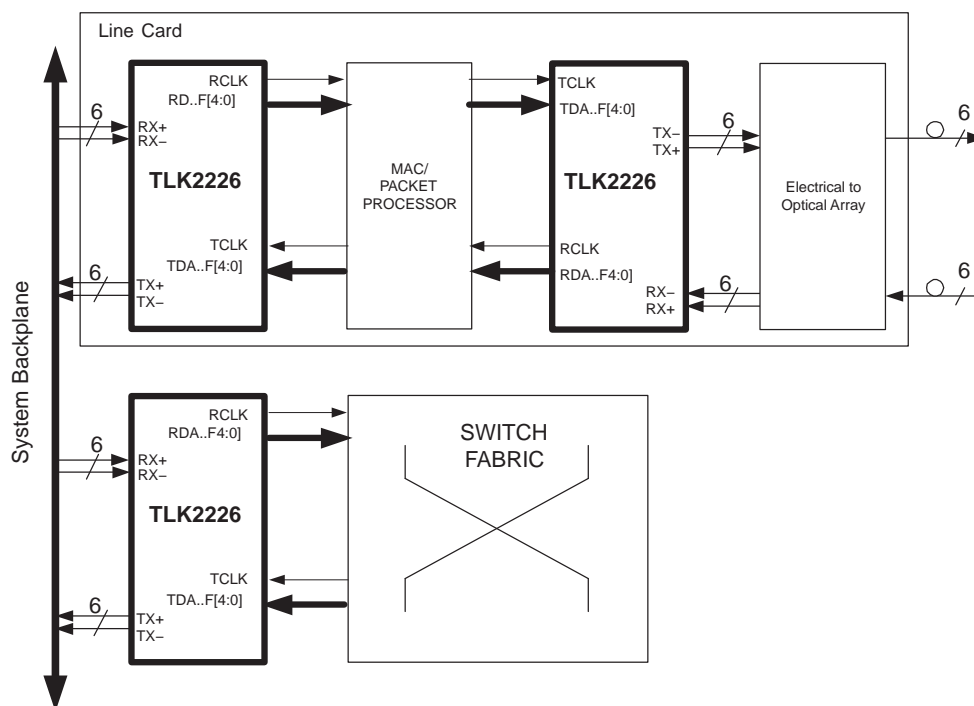 Line Card
System Backplane
RCLK
RD..F[4:0]
6
RX+
RX–
TLK2226
TCLK
TDA..F[4:0]
6
TX+
TX–
MAC/
PACKET
PROCESSOR
TCLK
TDA..F[4:0]
TX–
TX+
6
TLK2226
RCLK
RDA..F4:0]
RX–
RX+
6
Electrical to
Optical Array
6
6
RCLK
RDA..F4:0]
6
RX+
RX–
TLK2226
TCLK
TDA..F[4:0]
6
TX+
TX–
SWITCH
FABRIC